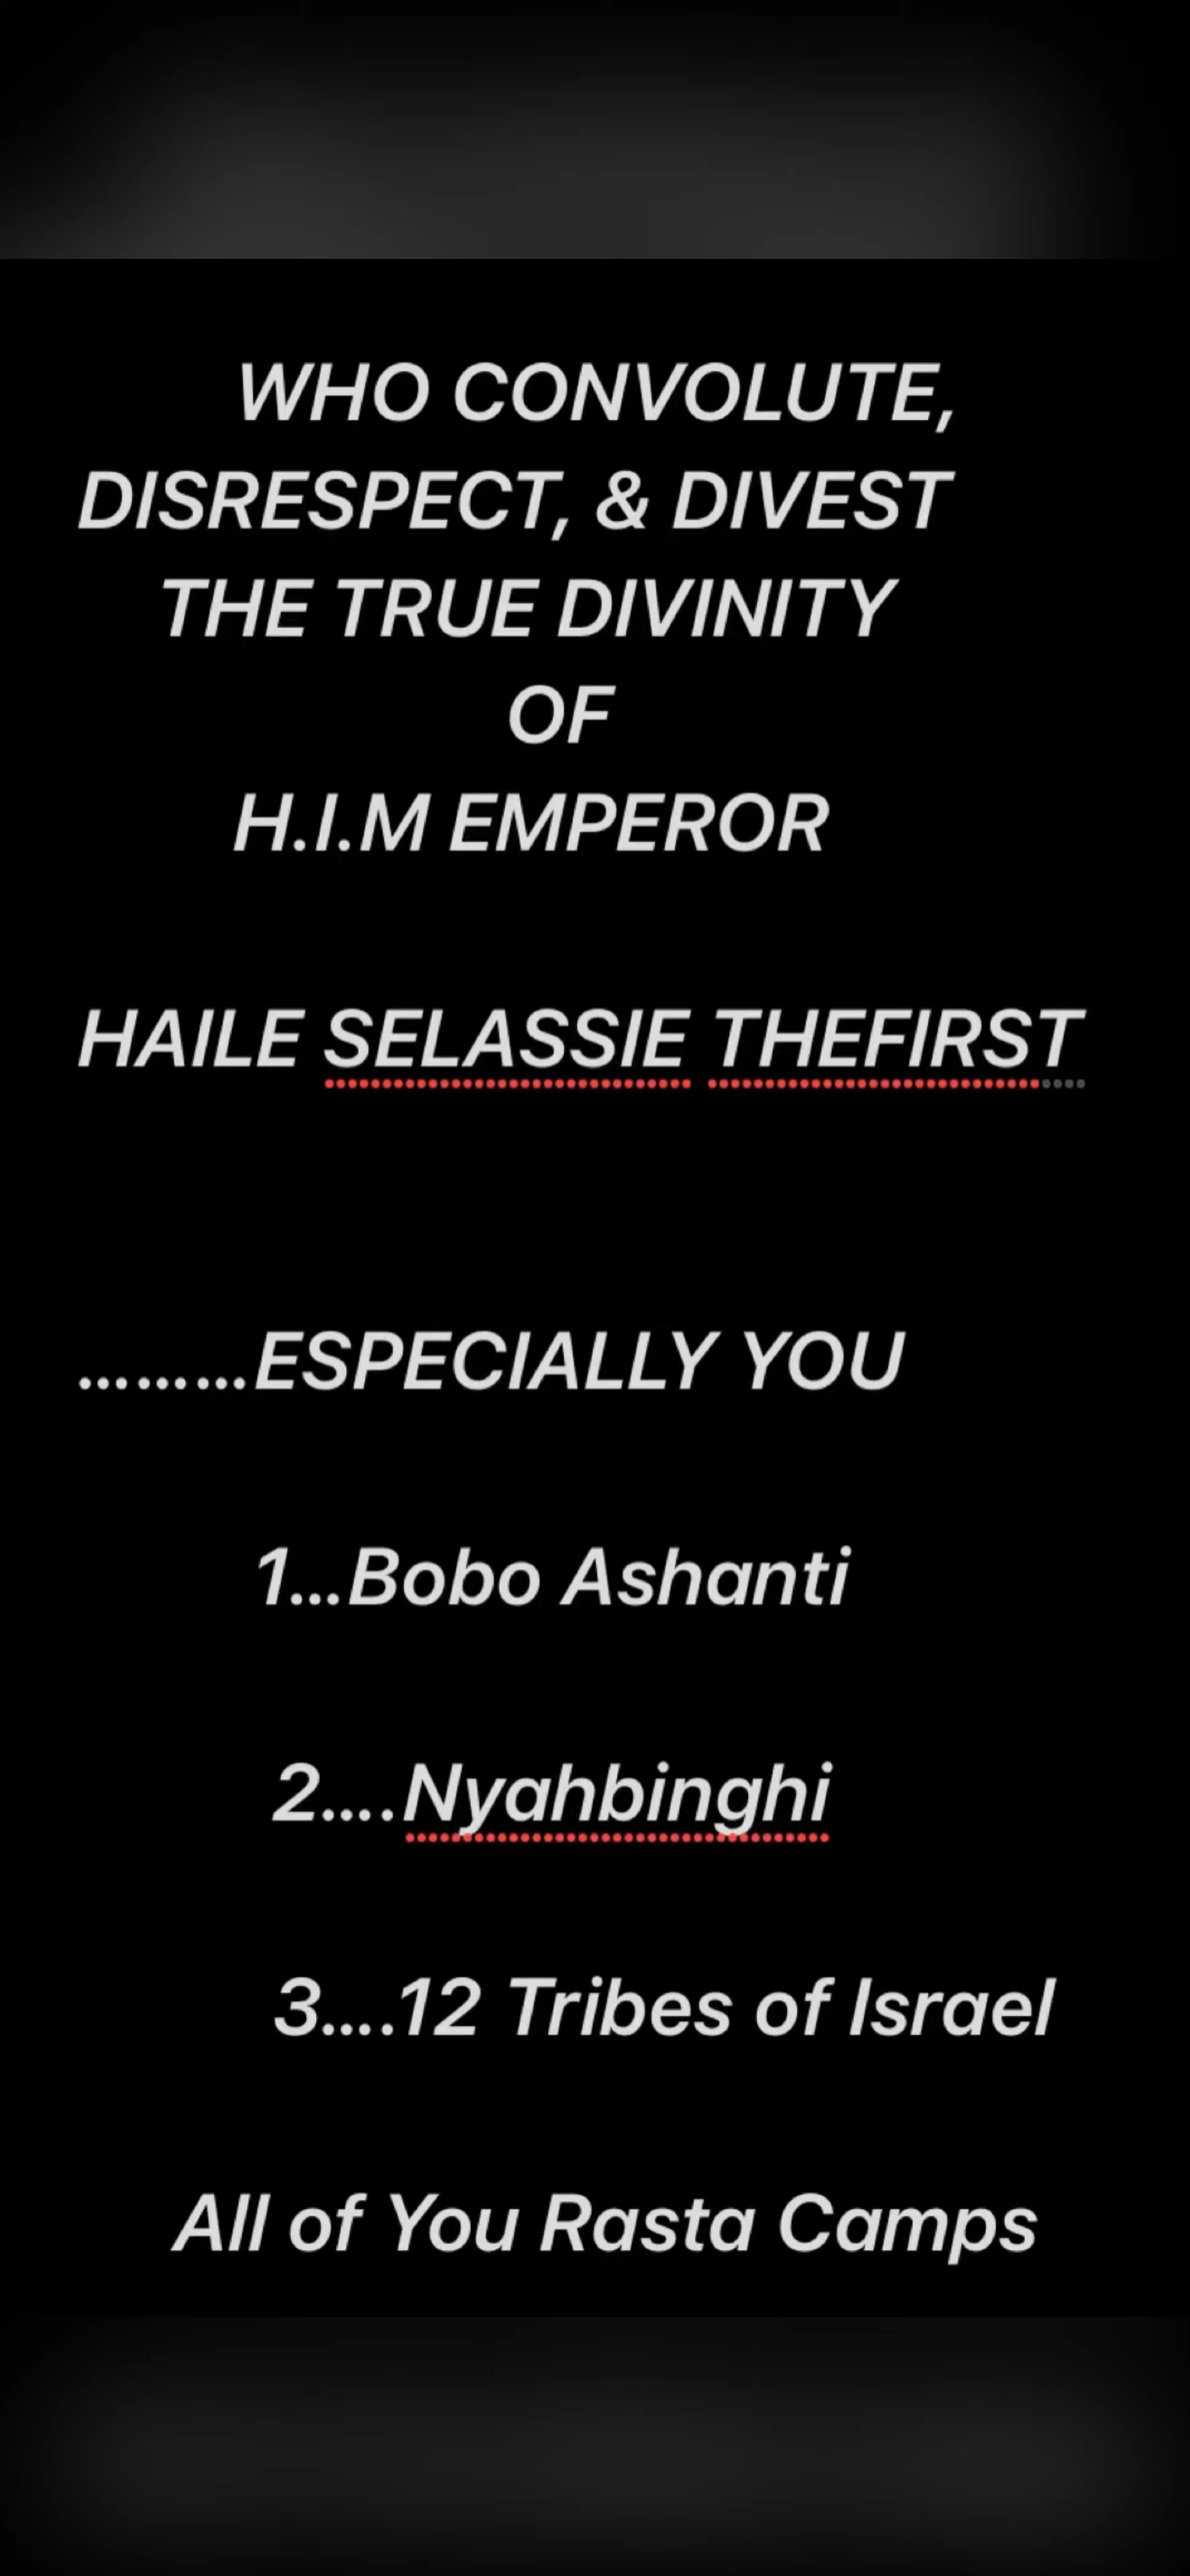 WHO CONVOLUTE,
DISRESPECT, & DIVEST
THE TRUE DIVINITY
OF
H.I.M EMPEROR
HAILE SELASSIE THEFIRST
………ESPECIALLY YOU
1…Bobo Ashanti
2….Nyahbinghi
3….12 Tribes of Israel
All of You Rasta Camps